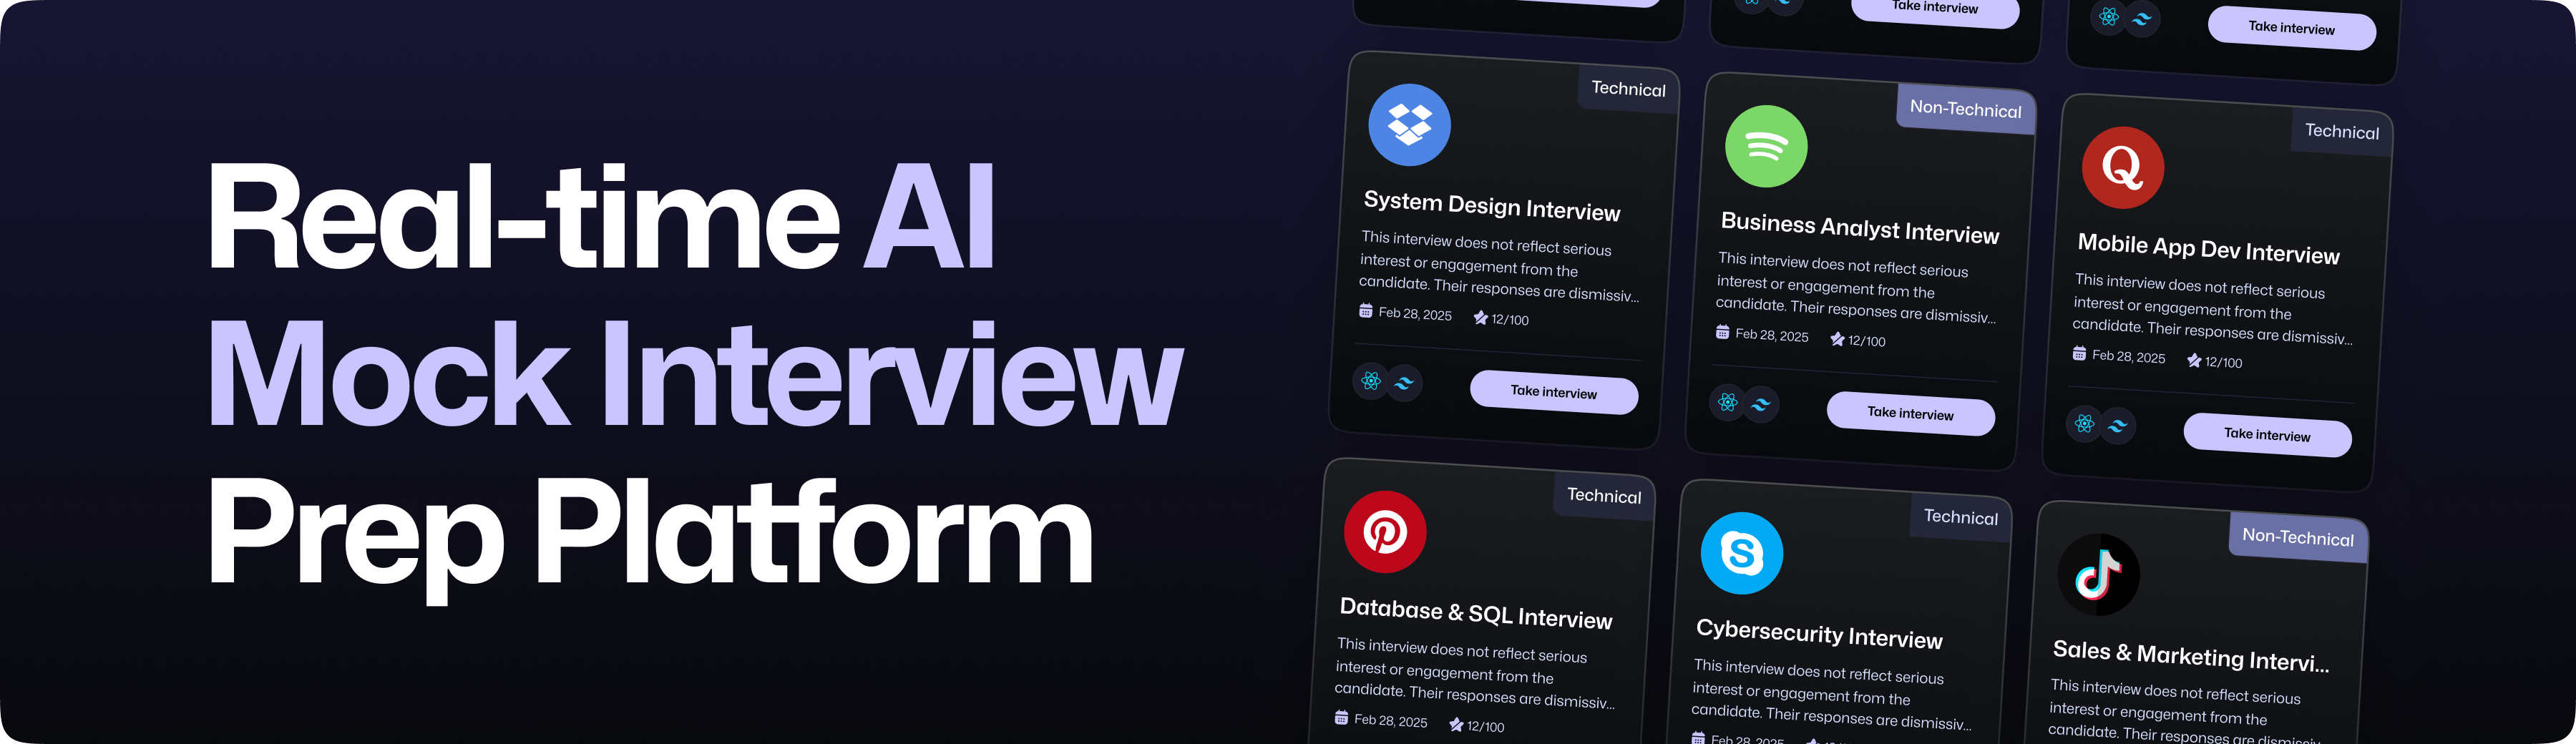 Real-time AI
Mock Interview
Prep Platform
Take interview
Take interview
Technical
System Design Interview
This interview does not reflect serious
interest or engagement from the
candidate. Their responses are dismissiv...
Feb 28, 2025
12/100
Take interview
Non-Technical
Business Analyst Interview
This interview does not reflect serious
interest or engagement from the
candidate. Their responses are dismissiv...
Feb 28, 2025
12/100
Take interview
Technical
Mobile App Dev Interview
This interview does not reflect serious
interest or engagement from the
candidate. Their responses are dismissiv...
Feb 28, 2025
12/100
Take interview
Technical
Database & SQL Interview
This interview does not reflect serious
interest or engagement from the
candidate. Their responses are dismissiv...
Feb 28, 2025
12/100
Technical
Cybersecurity Interview
This interview does not reflect serious
interest or engagement from the
candidate. Their responses are dismissiv...
Feb 28, 2025
Non-Technical
Sales & Marketing Intervi...
This interview does not reflect serious
interest or engagement from the
candidate. Their responses are dismissiv...